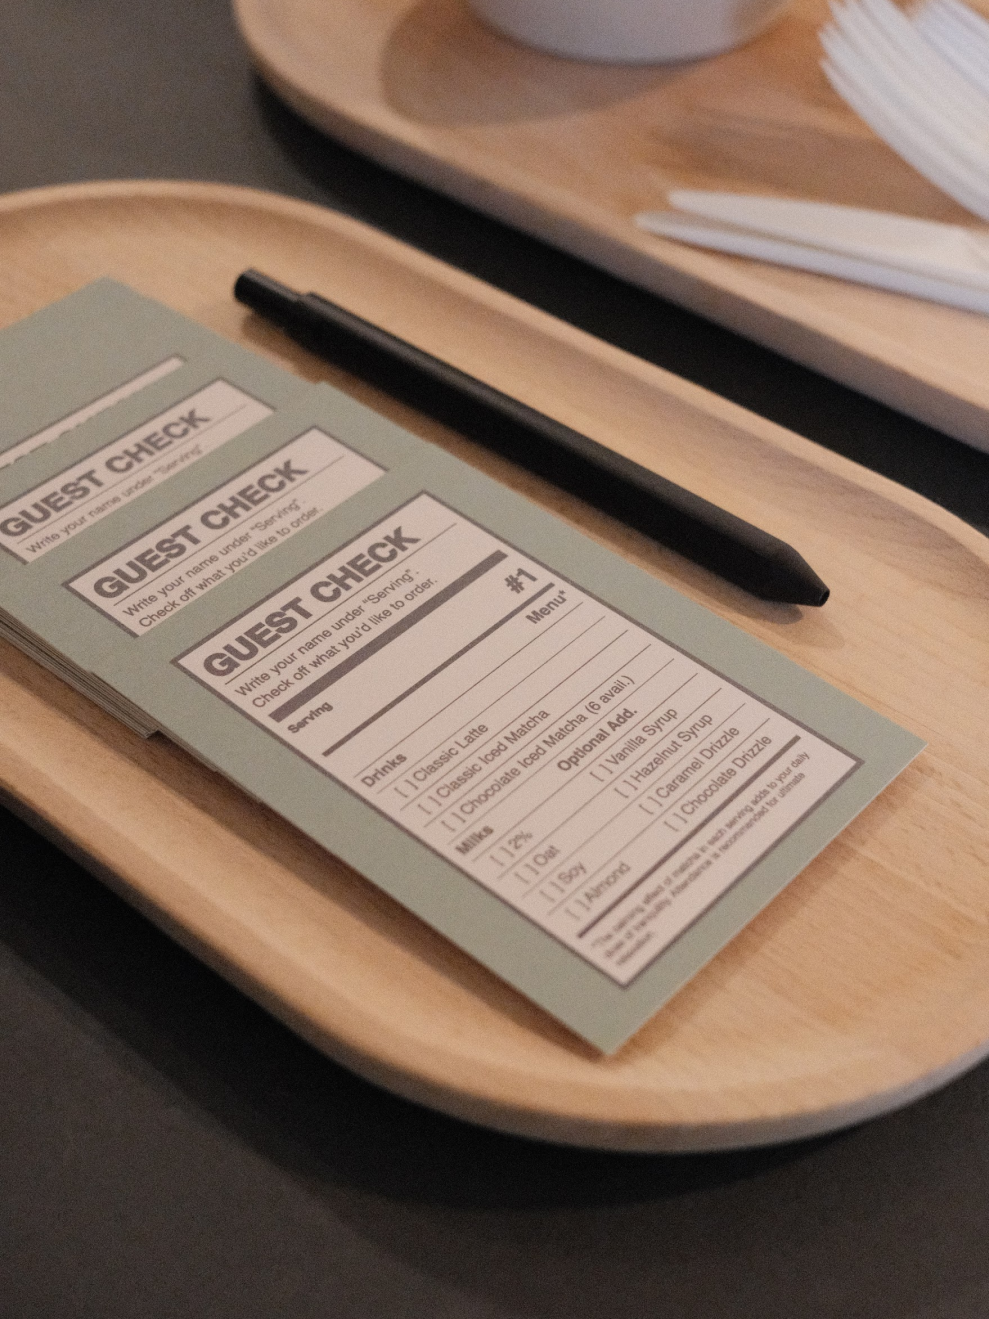 GUEST CHECK
Write your name under "Serving"
GUEST CHECK
Write your name under "Serving".
Check off what you'd like to order.
GUEST CHECK
Write your name under "Serving".
Check off what you'd like to order.
#1
Serving
Menu*
Drinks
[ ] Classic Latte
[ ] Classic Iced Matcha
[ ] Chocolate Iced Matcha (6 avail.)
Milks
Optional Add.
[ ] 2%
[ ] Vanilla Syrup
[ ] Oat
[ ] Hazelnut Syrup
[ ] Soy
[ ] Caramel Drizzle
[ ] Almond
[ ] Chocolate Drizzle
*The calming effect of matcha in each serving adds to your daily
dose of tranquility. Attendance is recommended for ultimate
relaxation.